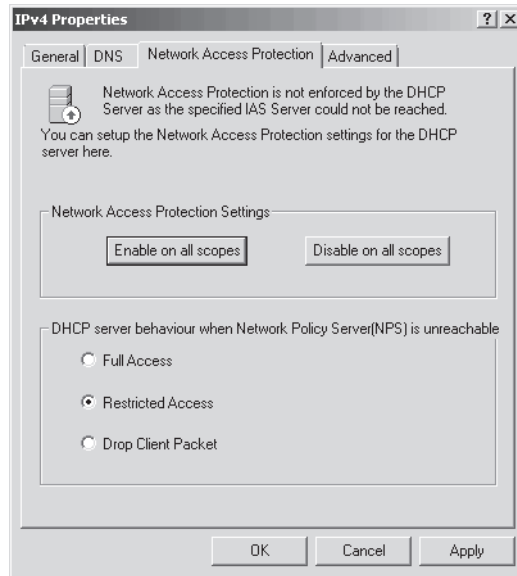 IPv4 Properties
? X
General
DNS
Network Access Protection
Advanced
Network Access Protection is not enforced by the DHCP
Server as the specified IAS Server could not be reached.
You can setup the Network Access Protection settings for the DHCP
server here.
Network Access Protection Settings
Enable on all scopes
Disable on all scopes
DHCP server behaviour when Network Policy Server(NPS) is unreachable
Full Access
Restricted Access
Drop Client Packet
OK
Cancel
Apply